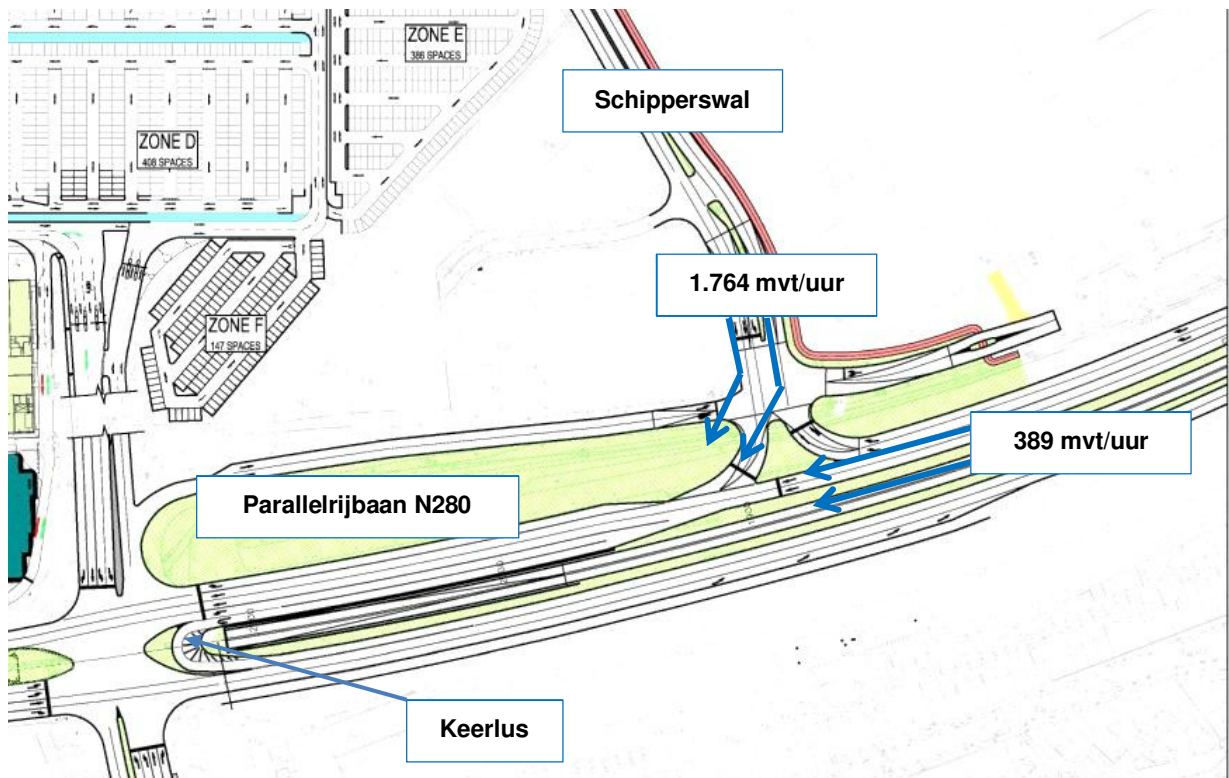 ZONE E
386 SPACES
Schipperswal
ZONE D
408 SPACES
1.764 mvt/uur
ZONE F
147 SPACES
389 mvt/uur
Parallelrijbaan N280
Keerlus